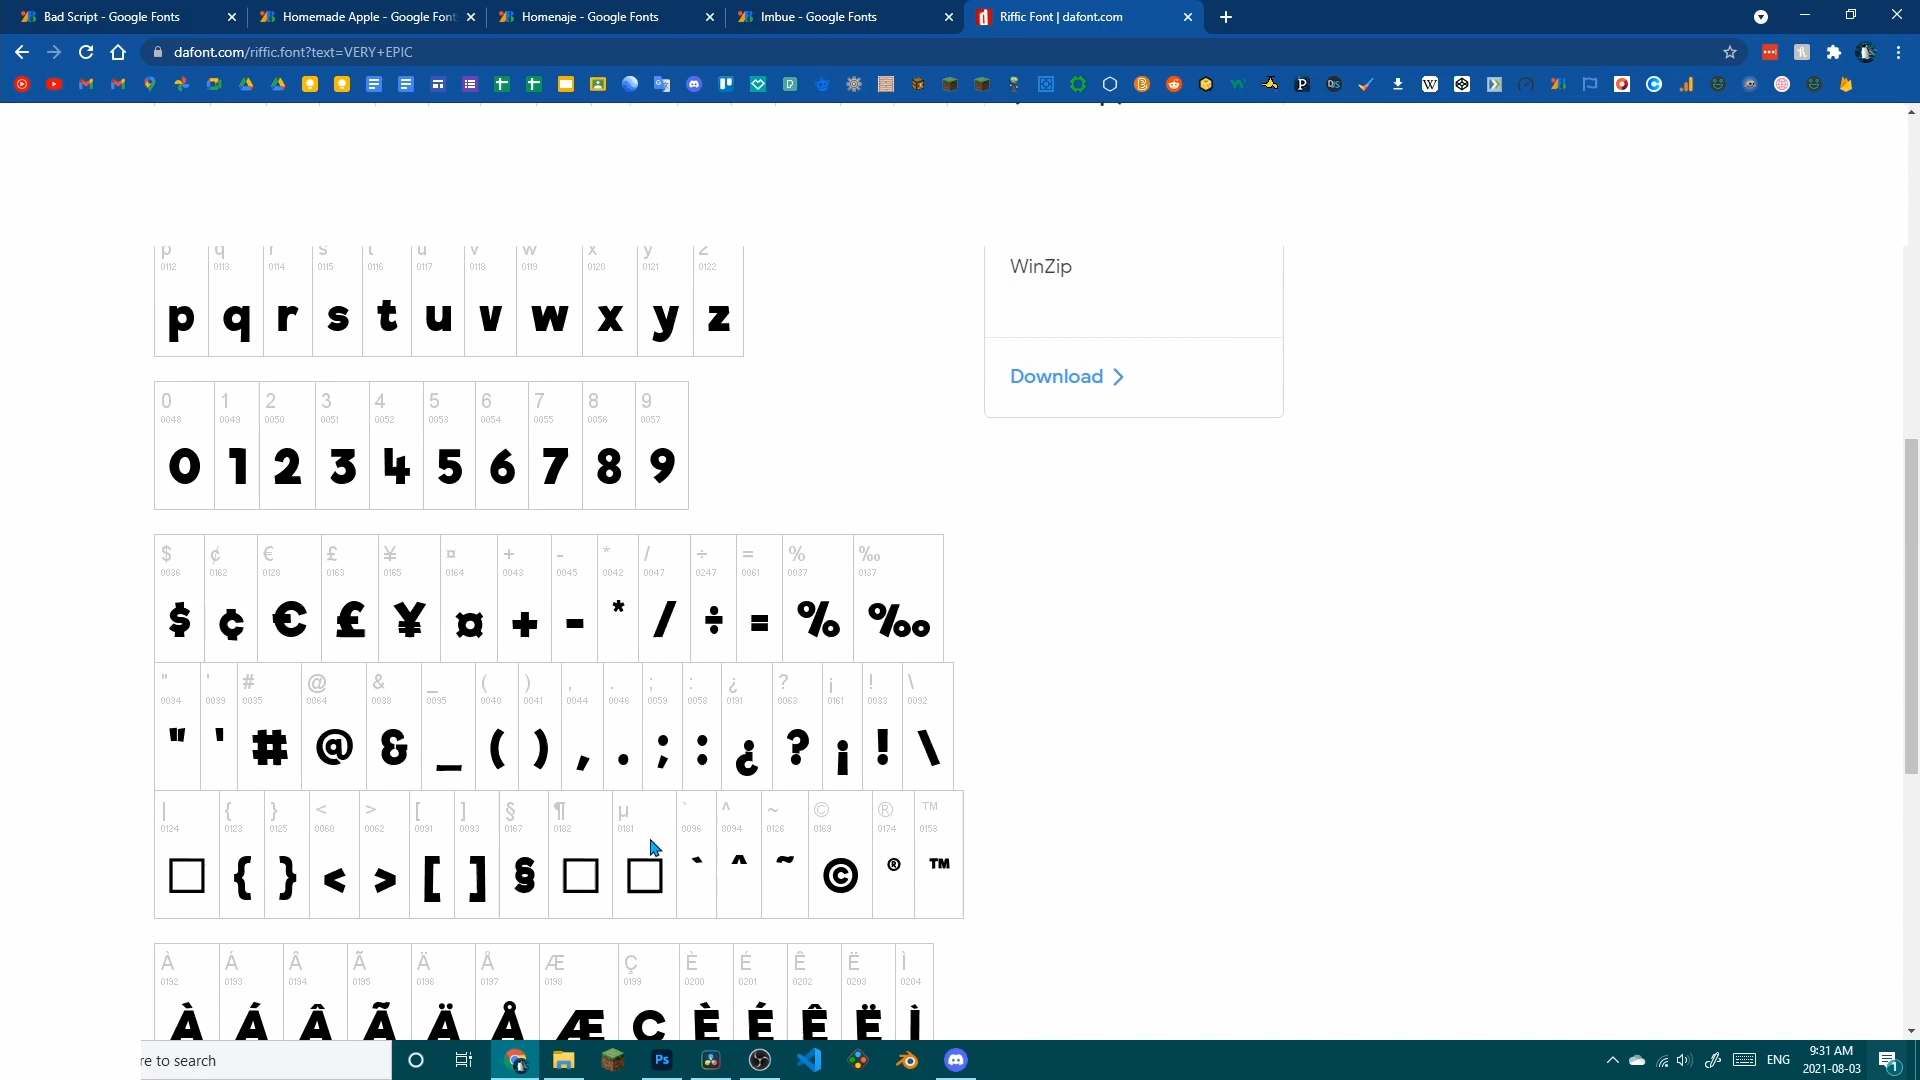 Bad Script - Google Fonts
Homemade Apple - Google Font
Homenaje - Google Fonts
Imbue - Google Fonts
Riffic Font | dafont.com
dafont.com/riffic.font?text=VERY+EPIC
p q r s t u v w x y z
0112 0113 0114 0115 0116 0117 0118 0119 0120 0121 0122
p q r s t u v w x y z
WinZip
Download
0 1 2 3 4 5 6 7 8 9
0048 0049 0050 0051 0052 0053 0054 0055 0056 0057
0 1 2 3 4 5 6 7 8 9
$ ¢ € £ ¥ ¤ + - * / ÷ = % ‰
0036 0162 0128 0163 0165 0164 0043 0045 0042 0047 0247 0061 0037 0137
$ ¢ € £ ¥ ¤ + - * / ÷ = % ‰
" ' # @ & _ ( ) , . ; : ¿ ? ¡ ! \
0034 0039 0035 0064 0038 0095 0040 0041 0044 0046 0059 0058 0191 0063 0161 0033 0092
" ' # @ & _ ( ) , . ; : ¿ ? ¡ ! \
| { } < > [ ] § ¶ µ ` ^ ~ © ® ™
0124 0123 0125 0060 0062 0091 0093 0167 0182 0181 0096 0094 0126 0169 0174 0153
{ } < > [ ] § ` ^ ~ © ® ™
À Á Â Ã Ä Å Æ Ç È É Ê Ë Ì
0192 0193 0194 0195 0196 0197 0198 0199 0200 0201 0202 0203 0204
À Á Â Ã Ä Å Æ Ç È É Ê Ë Ì
re to search
ENG
9:31 AM
2021-08-03